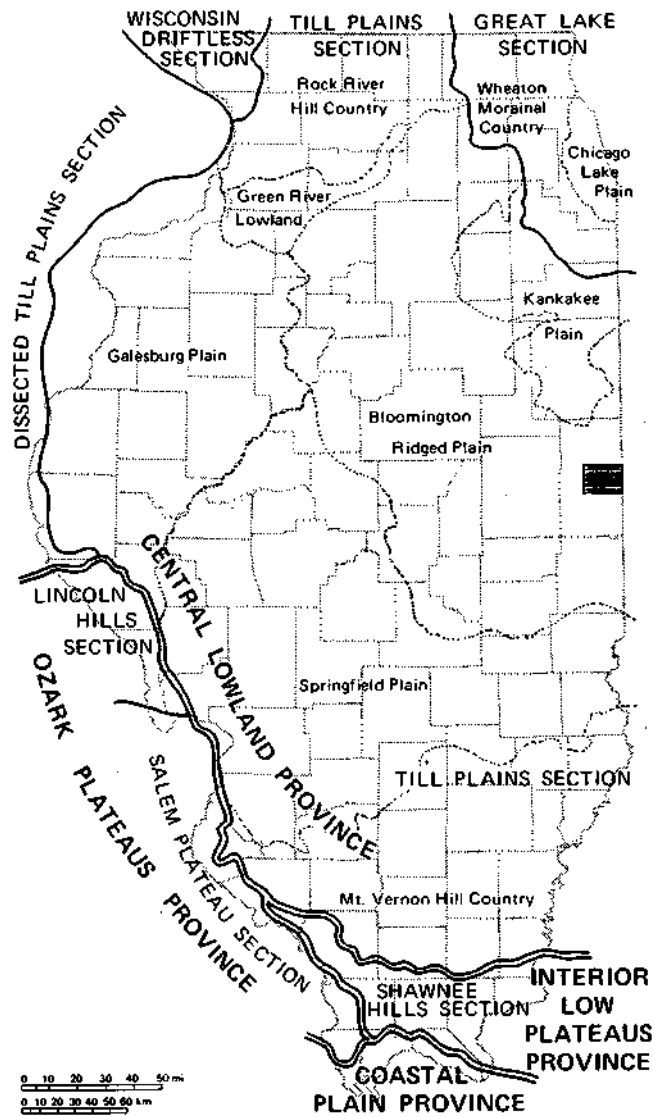 WISCONSIN
DRIFTLESS
SECTION
TILL PLAINS
SECTION
GREAT LAKE
SECTION
Rock River
Hill Country
Wheaton
Morainal
Country
Chicago
Lake
Plain
DISSECTED TILL PLAINS SECTION
Green River
Lowland
Kankakee
Plain
Galesburg Plain
Bloomington
Ridged Plain
CENTRAL LOWLAND PROVINCE
LINCOLN
HILLS
SECTION
OZARK PLATEAUS PROVINCE
Springfield Plain
SALEM PLATEAU SECTION
TILL PLAINS SECTION
Mt. Vernon Hill Country
SHAWNEE
HILLS SECTION
INTERIOR
LOW
PLATEAUS
PROVINCE
COASTAL
PLAIN PROVINCE
0 10 20 30 40 50 mi
0 10 20 30 40 50 60 km